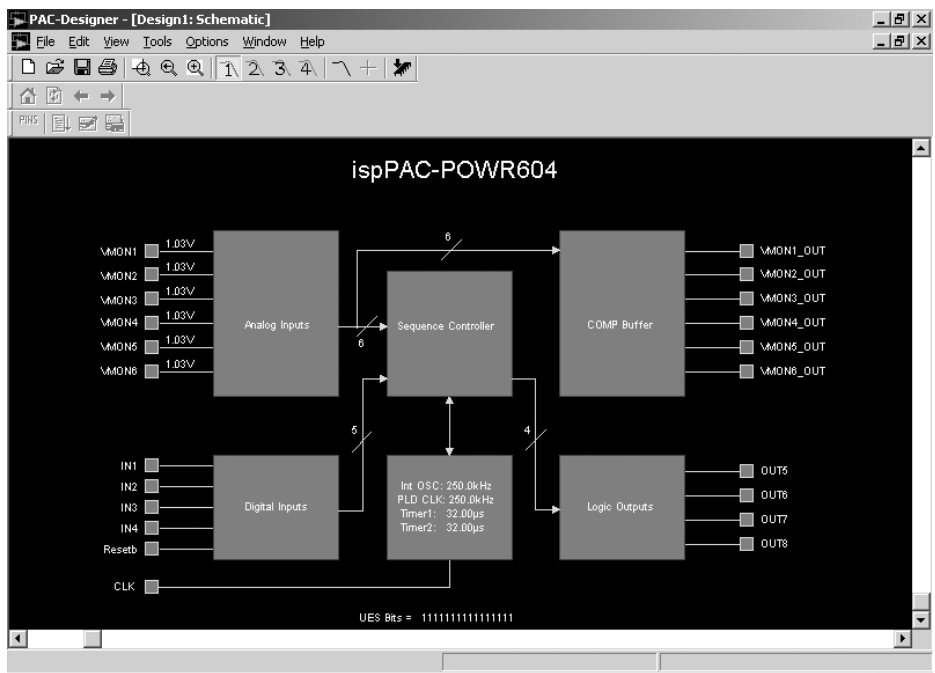 PAC-Designer - [Design1: Schematic]
File Edit View Tools Options Window Help
1 2 3 4
PINS
ispPAC-POWR604
VMON1 1.03V
VMON2 1.03V
VMON3 1.03V
VMON4 1.03V
VMON5 1.03V
VMON6 1.03V
Analog Inputs
6
6
Sequence Controller
COMP Buffer
VMON1_OUT
VMON2_OUT
VMON3_OUT
VMON4_OUT
VMON5_OUT
VMON6_OUT
5
4
IN1
IN2
IN3
IN4
Resetb
CLK
Digital Inputs
Int OSC: 250.0kHz
PLD CLK: 250.0kHz
Timer1: 32.00µs
Timer2: 32.00µs
Logic Outputs
OUT5
OUT6
OUT7
OUT8
UES Bits = 1111111111111111